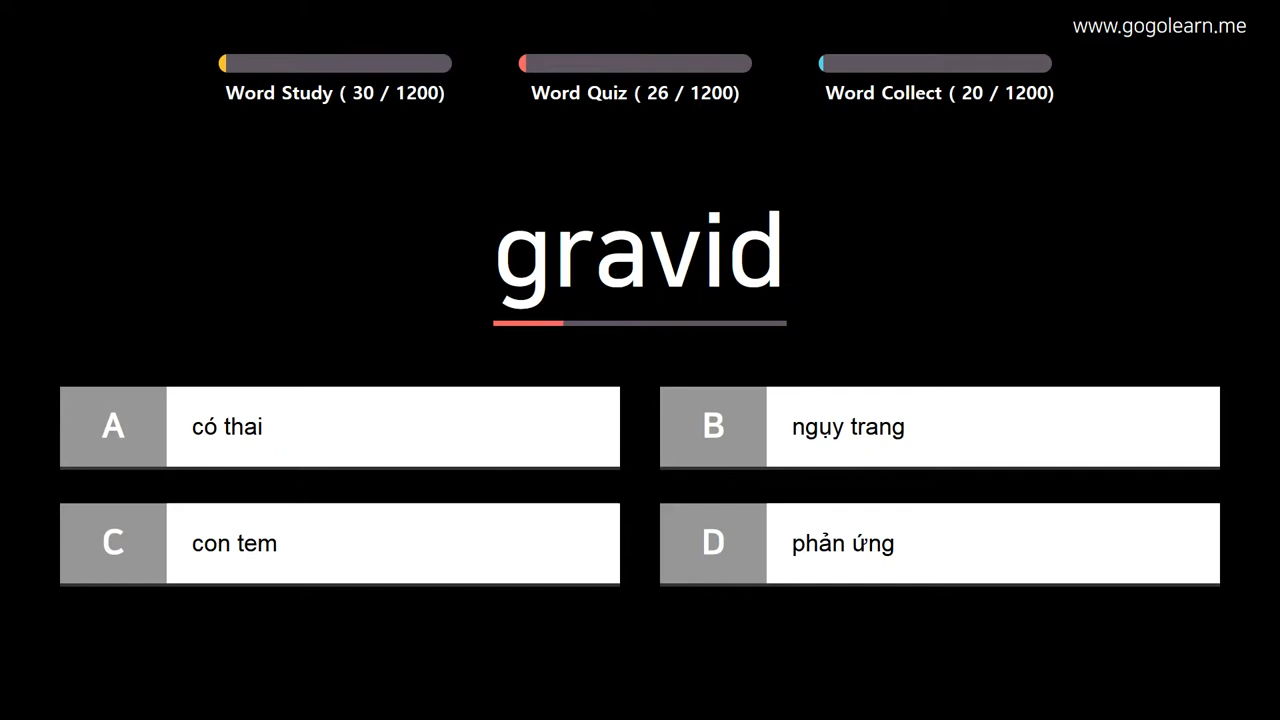 www.gogolearn.me
Word Study ( 30 / 1200)
Word Quiz ( 26 / 1200)
Word Collect ( 20 / 1200)
gravid
A có thai
B ngụy trang
C con tem
D phản ứng